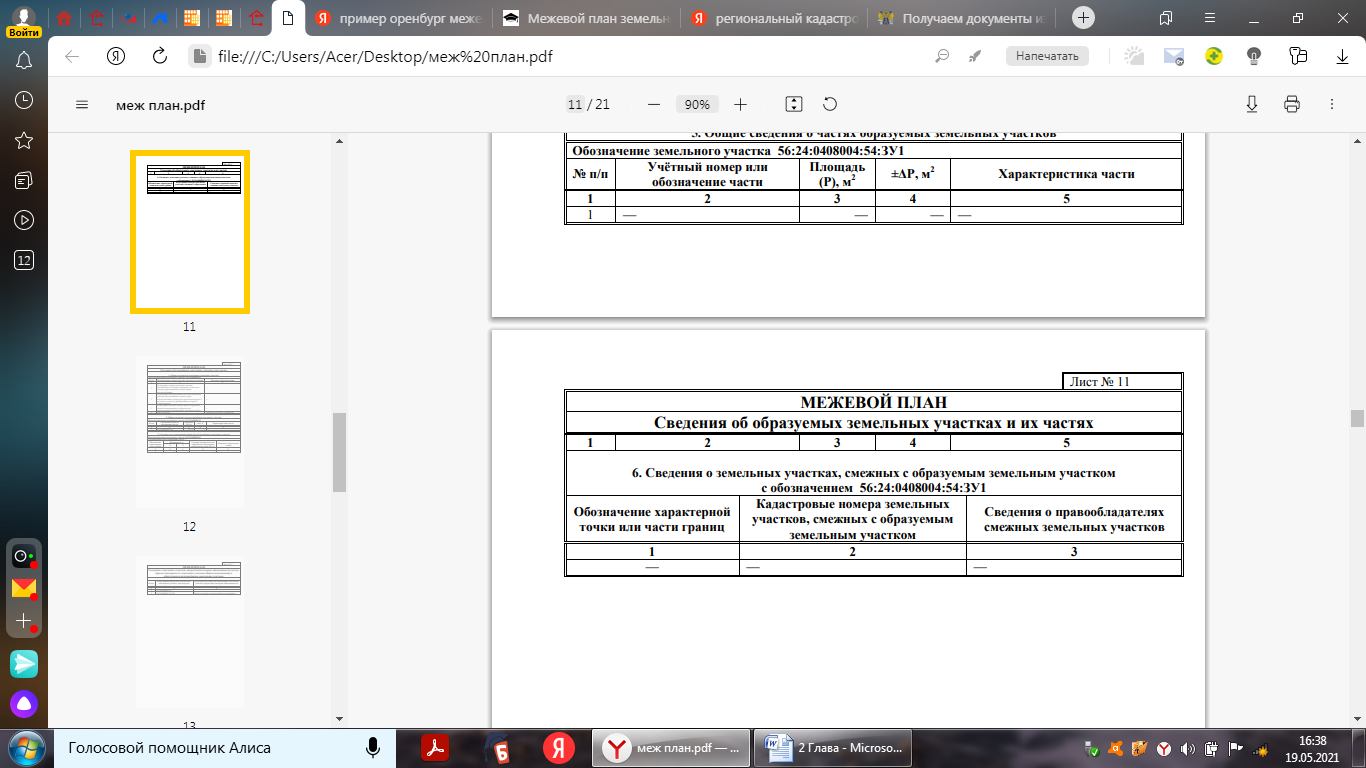 Войти
пример оренбург меже
Межевой план земельн
региональный кадастро
Получаем документы и
file:///C:/Users/Acer/Desktop/меж%20план.pdf
Напечатать
меж план.pdf
11 / 21
90%
12
11
12
13
5. Общие сведения о частях образуемых земельных участков
Обозначение земельного участка 56:24:0408004:54:ЗУ1
№ п/п
Учётный номер или
обозначение части
Площадь
(Р), м2
±ΔР, м2
Характеристика части
1 2 3 4 5
1 — — — —
Лист № 11
МЕЖЕВОЙ ПЛАН
Сведения об образуемых земельных участках и их частях
1 2 3 4 5
6. Сведения о земельных участках, смежных с образуемым земельным участком
с обозначением 56:24:0408004:54:ЗУ1
Обозначение характерной
точки или части границ
Кадастровые номера земельных
участков, смежных с образуемым
земельным участком
Сведения о правообладателях
смежных земельных участков
1 2 3
— — —
Голосовой помощник Алиса
меж план.pdf — ...
2 Глава - Microso...
16:38
19.05.2021